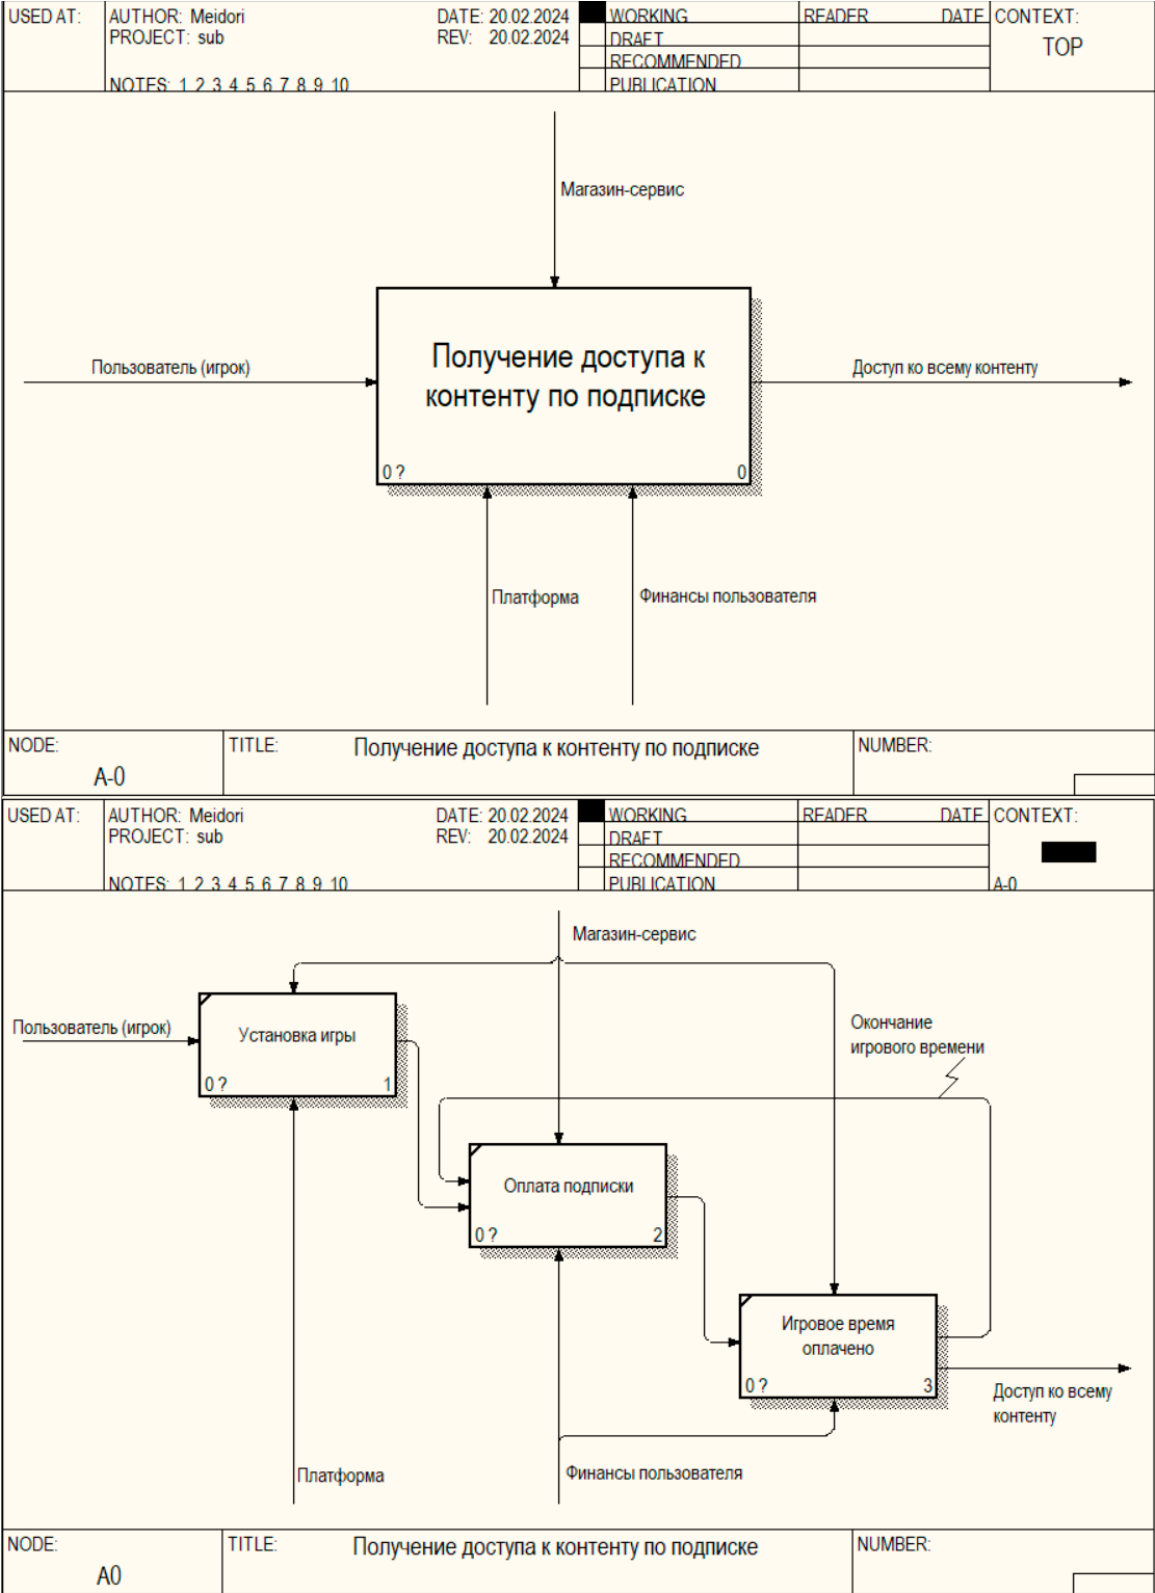 USED AT:
AUTHOR: Meidori
DATE: 20.02.2024
WORKING
READER
DATE
CONTEXT:
PROJECT: sub
REV: 20.02.2024
DRAFT
TOP
RECOMMENDED
NOTES: 1 2 3 4 5 6 7 8 9 10
PUBLICATION
Магазин-сервис
Пользователь (игрок)
Получение доступа к
контенту по подписке
Доступ ко всему контенту
0 ?
0
Платформа
Финансы пользователя
NODE:
TITLE:
Получение доступа к контенту по подписке
NUMBER:
A-0
USED AT:
AUTHOR: Meidori
DATE: 20.02.2024
WORKING
READER
DATE
CONTEXT:
PROJECT: sub
REV: 20.02.2024
DRAFT
RECOMMENDED
NOTES: 1 2 3 4 5 6 7 8 9 10
PUBLICATION
A-0
Магазин-сервис
Пользователь (игрок)
Установка игры
0 ?
1
Окончание
игрового времени
Оплата подписки
0 ?
2
Игровое время
оплачено
0 ?
3
Доступ ко всему
контенту
Платформа
Финансы пользователя
NODE:
TITLE:
Получение доступа к контенту по подписке
NUMBER:
A0